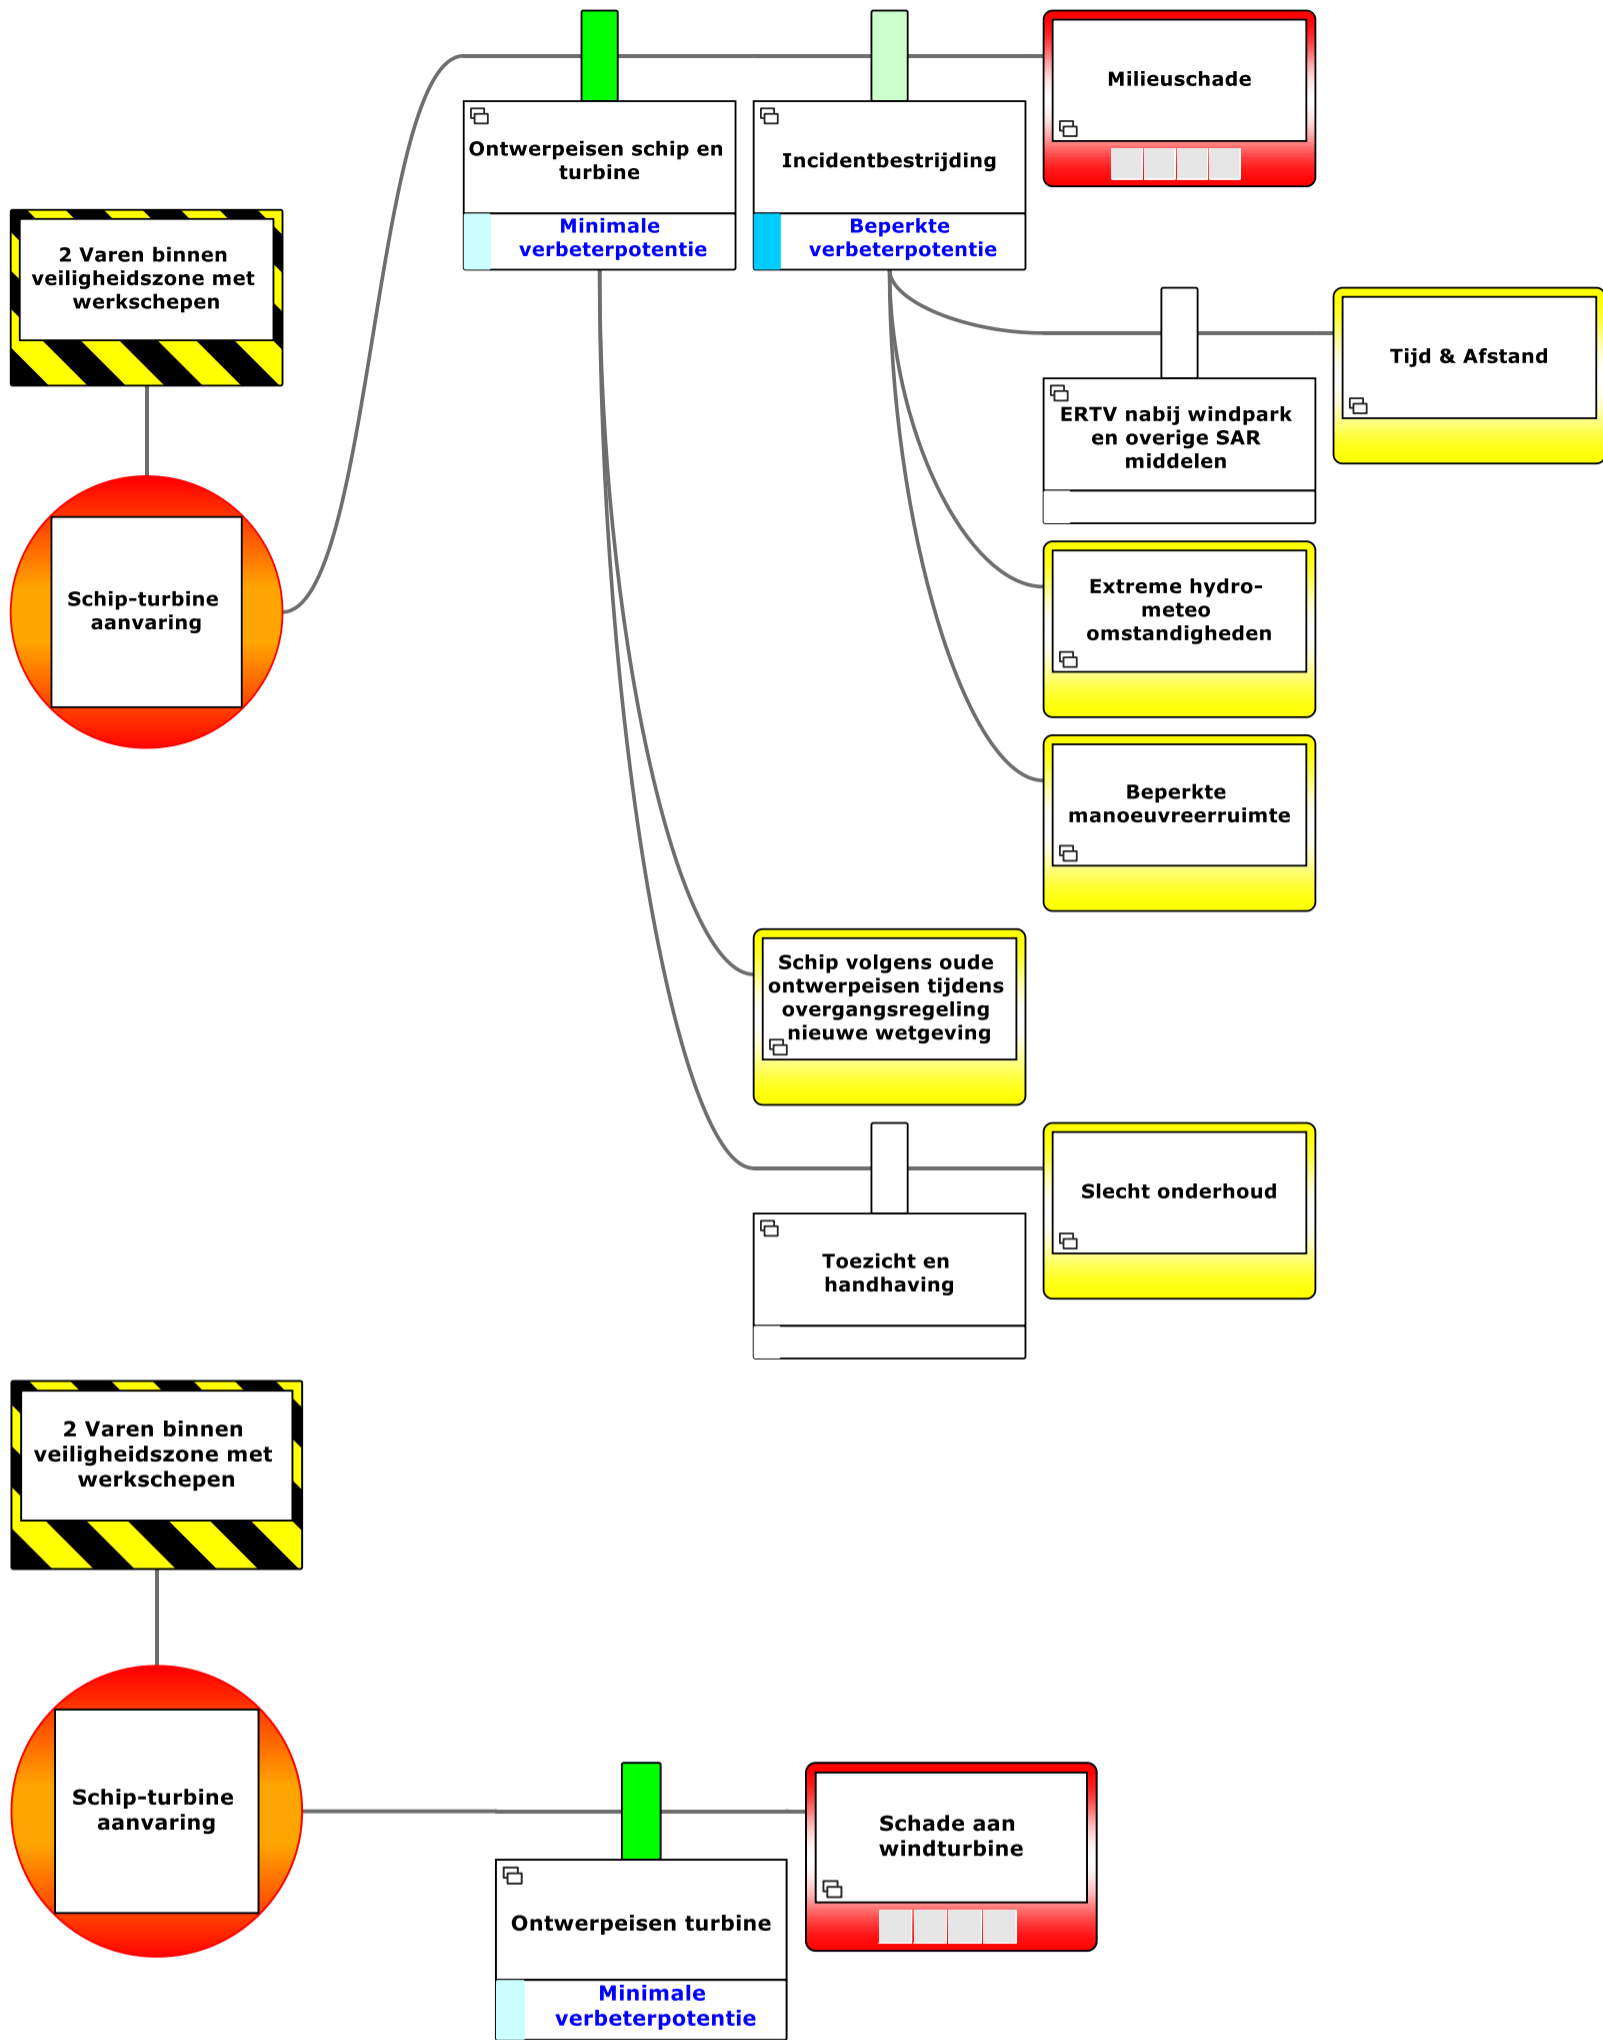 Milieuschade
Ontwerpeisen schip en
turbine
Minimale
verbeterpotentie
Incidentbestrijding
Beperkte
verbeterpotentie
2 Varen binnen
veiligheidszone met
werkschepen
Schip-turbine
aanvaring
ERTV nabij windpark
en overige SAR
middelen
Tijd & Afstand
Extreme hydro-
meteo
omstandigheden
Beperkte
manoeuvreerruimte
Schip volgens oude
ontwerpeisen tijdens
overgangsregeling
nieuwe wetgeving
Toezicht en
handhaving
Slecht onderhoud
2 Varen binnen
veiligheidszone met
werkschepen
Schip-turbine
aanvaring
Ontwerpeisen turbine
Minimale
verbeterpotentie
Schade aan
windturbine